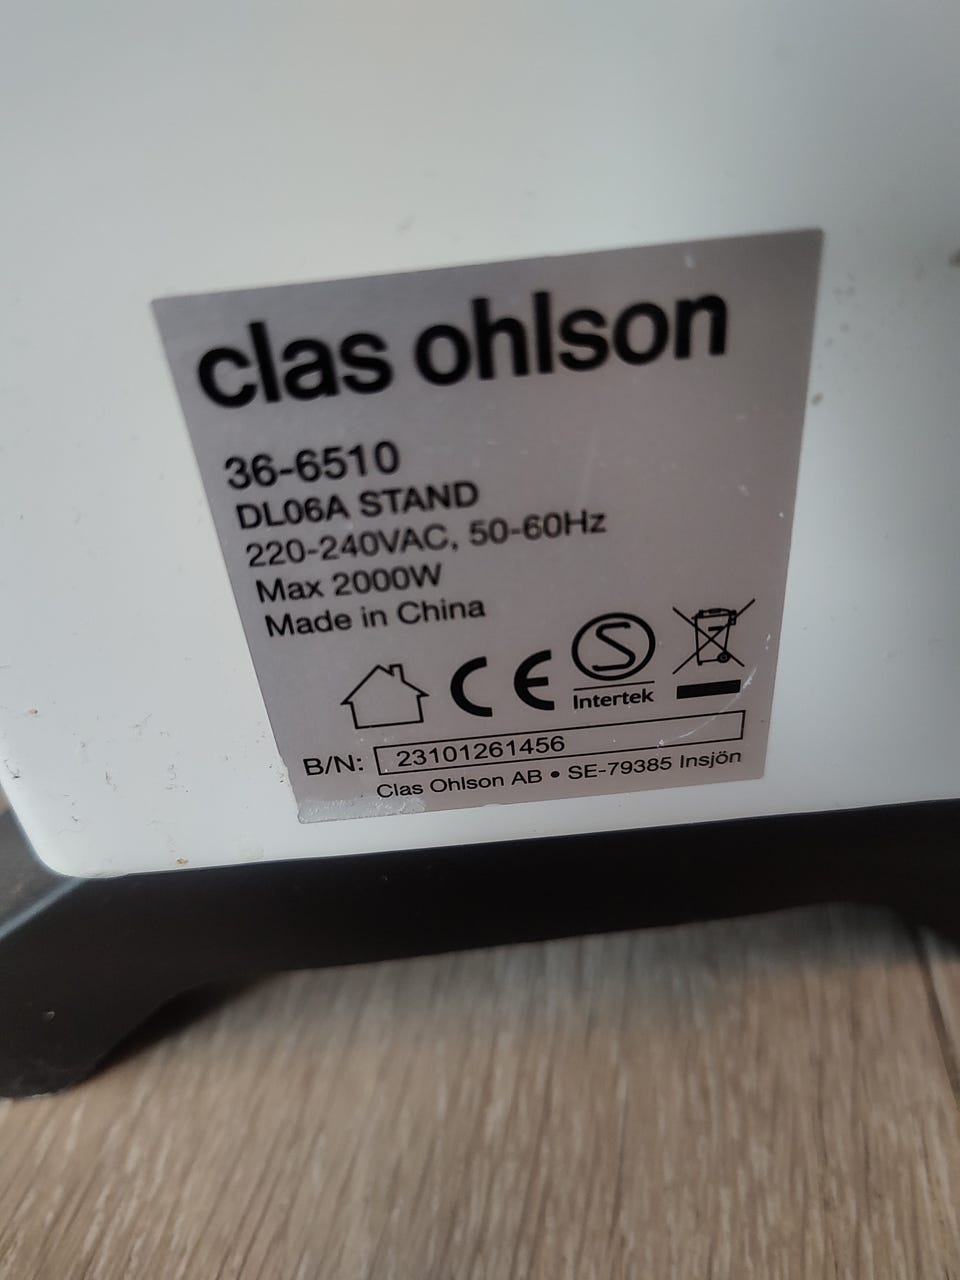 clas ohlson
36-6510
DL06A STAND
220-240VAC, 50-60Hz
Max 2000W
Made in China
CE
S
Intertek
B/N: 23101261456
Clas Ohlson AB • SE-79385 Insjön